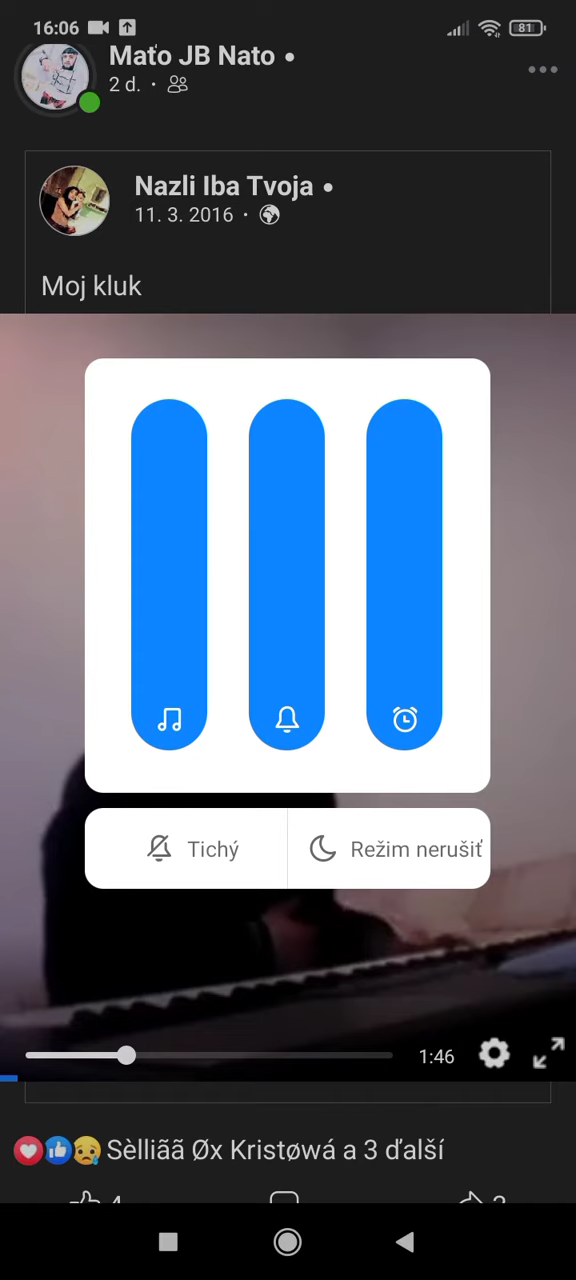 16:06
81
Maťo JB Nato •
2 d. ·
Nazli Iba Tvoja •
11. 3. 2016 ·
Moj kluk
Tichý
Režim nerušiť
1:46
Sèlliãã Øx Kristøwá a 3 ďalší